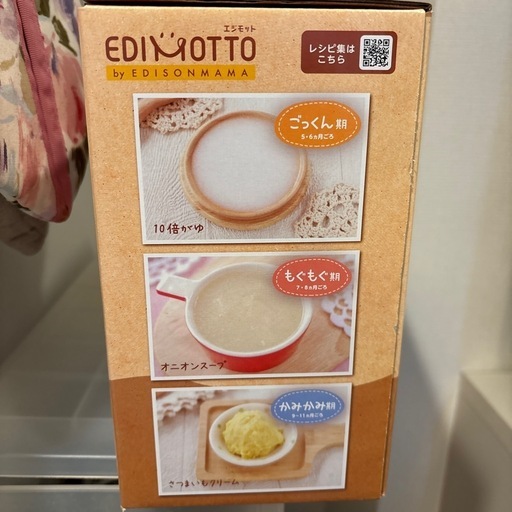 エジモット
EDIMOTTO
by EDISONMAMA
レシピ集は
こちら
ごっくん期
5・6ヵ月ごろ
10倍がゆ
もぐもぐ期
7・8ヵ月ごろ
オニオンスープ
かみかみ期
9〜11ヵ月ごろ
さつまいもクリーム